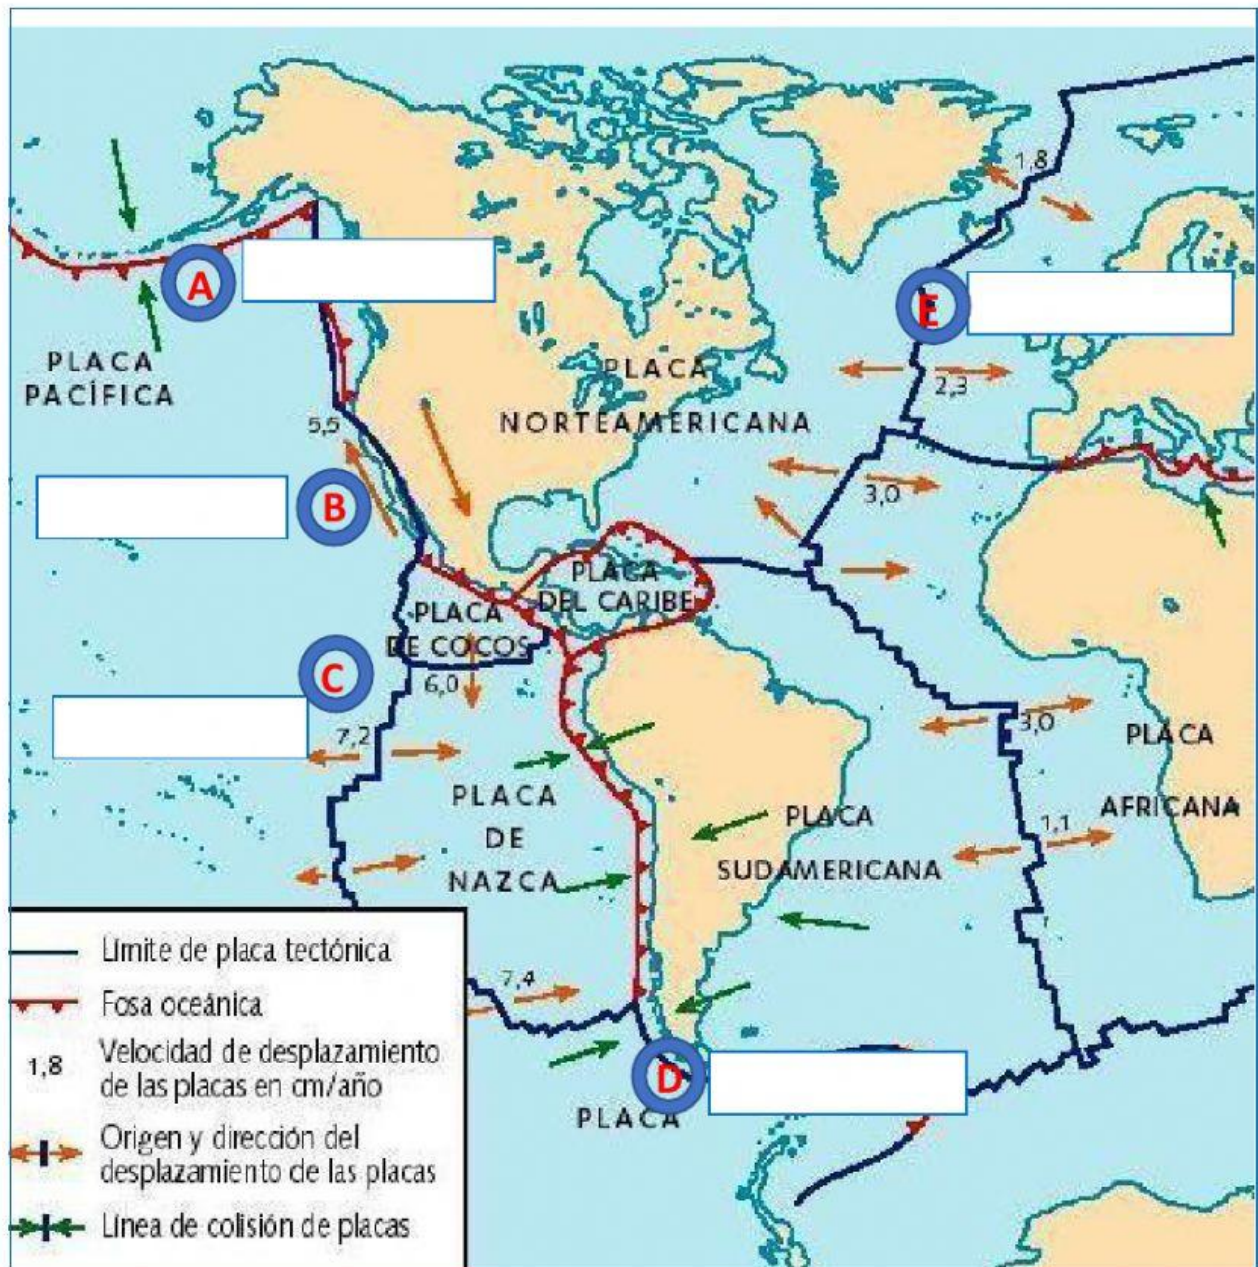 1,8
A
E
PLACA
PACÍFICA
PLACA
NORTEAMERICANA
2,3
5,5
B
3,0
PLACA
DEL CARIBE
PLACA
DE COCOS
C
6,0
7,2
3,0
PLACA
AFRICANA
PLACA
DE
NAZCA
PLACA
SUDAMERICANA
1,1
7,4
D
PLACA
Límite de placa tectónica
Fosa oceánica
1,8
Velocidad de desplazamiento
de las placas en cm/año
Origen y dirección del
desplazamiento de las placas
Línea de colisión de placas